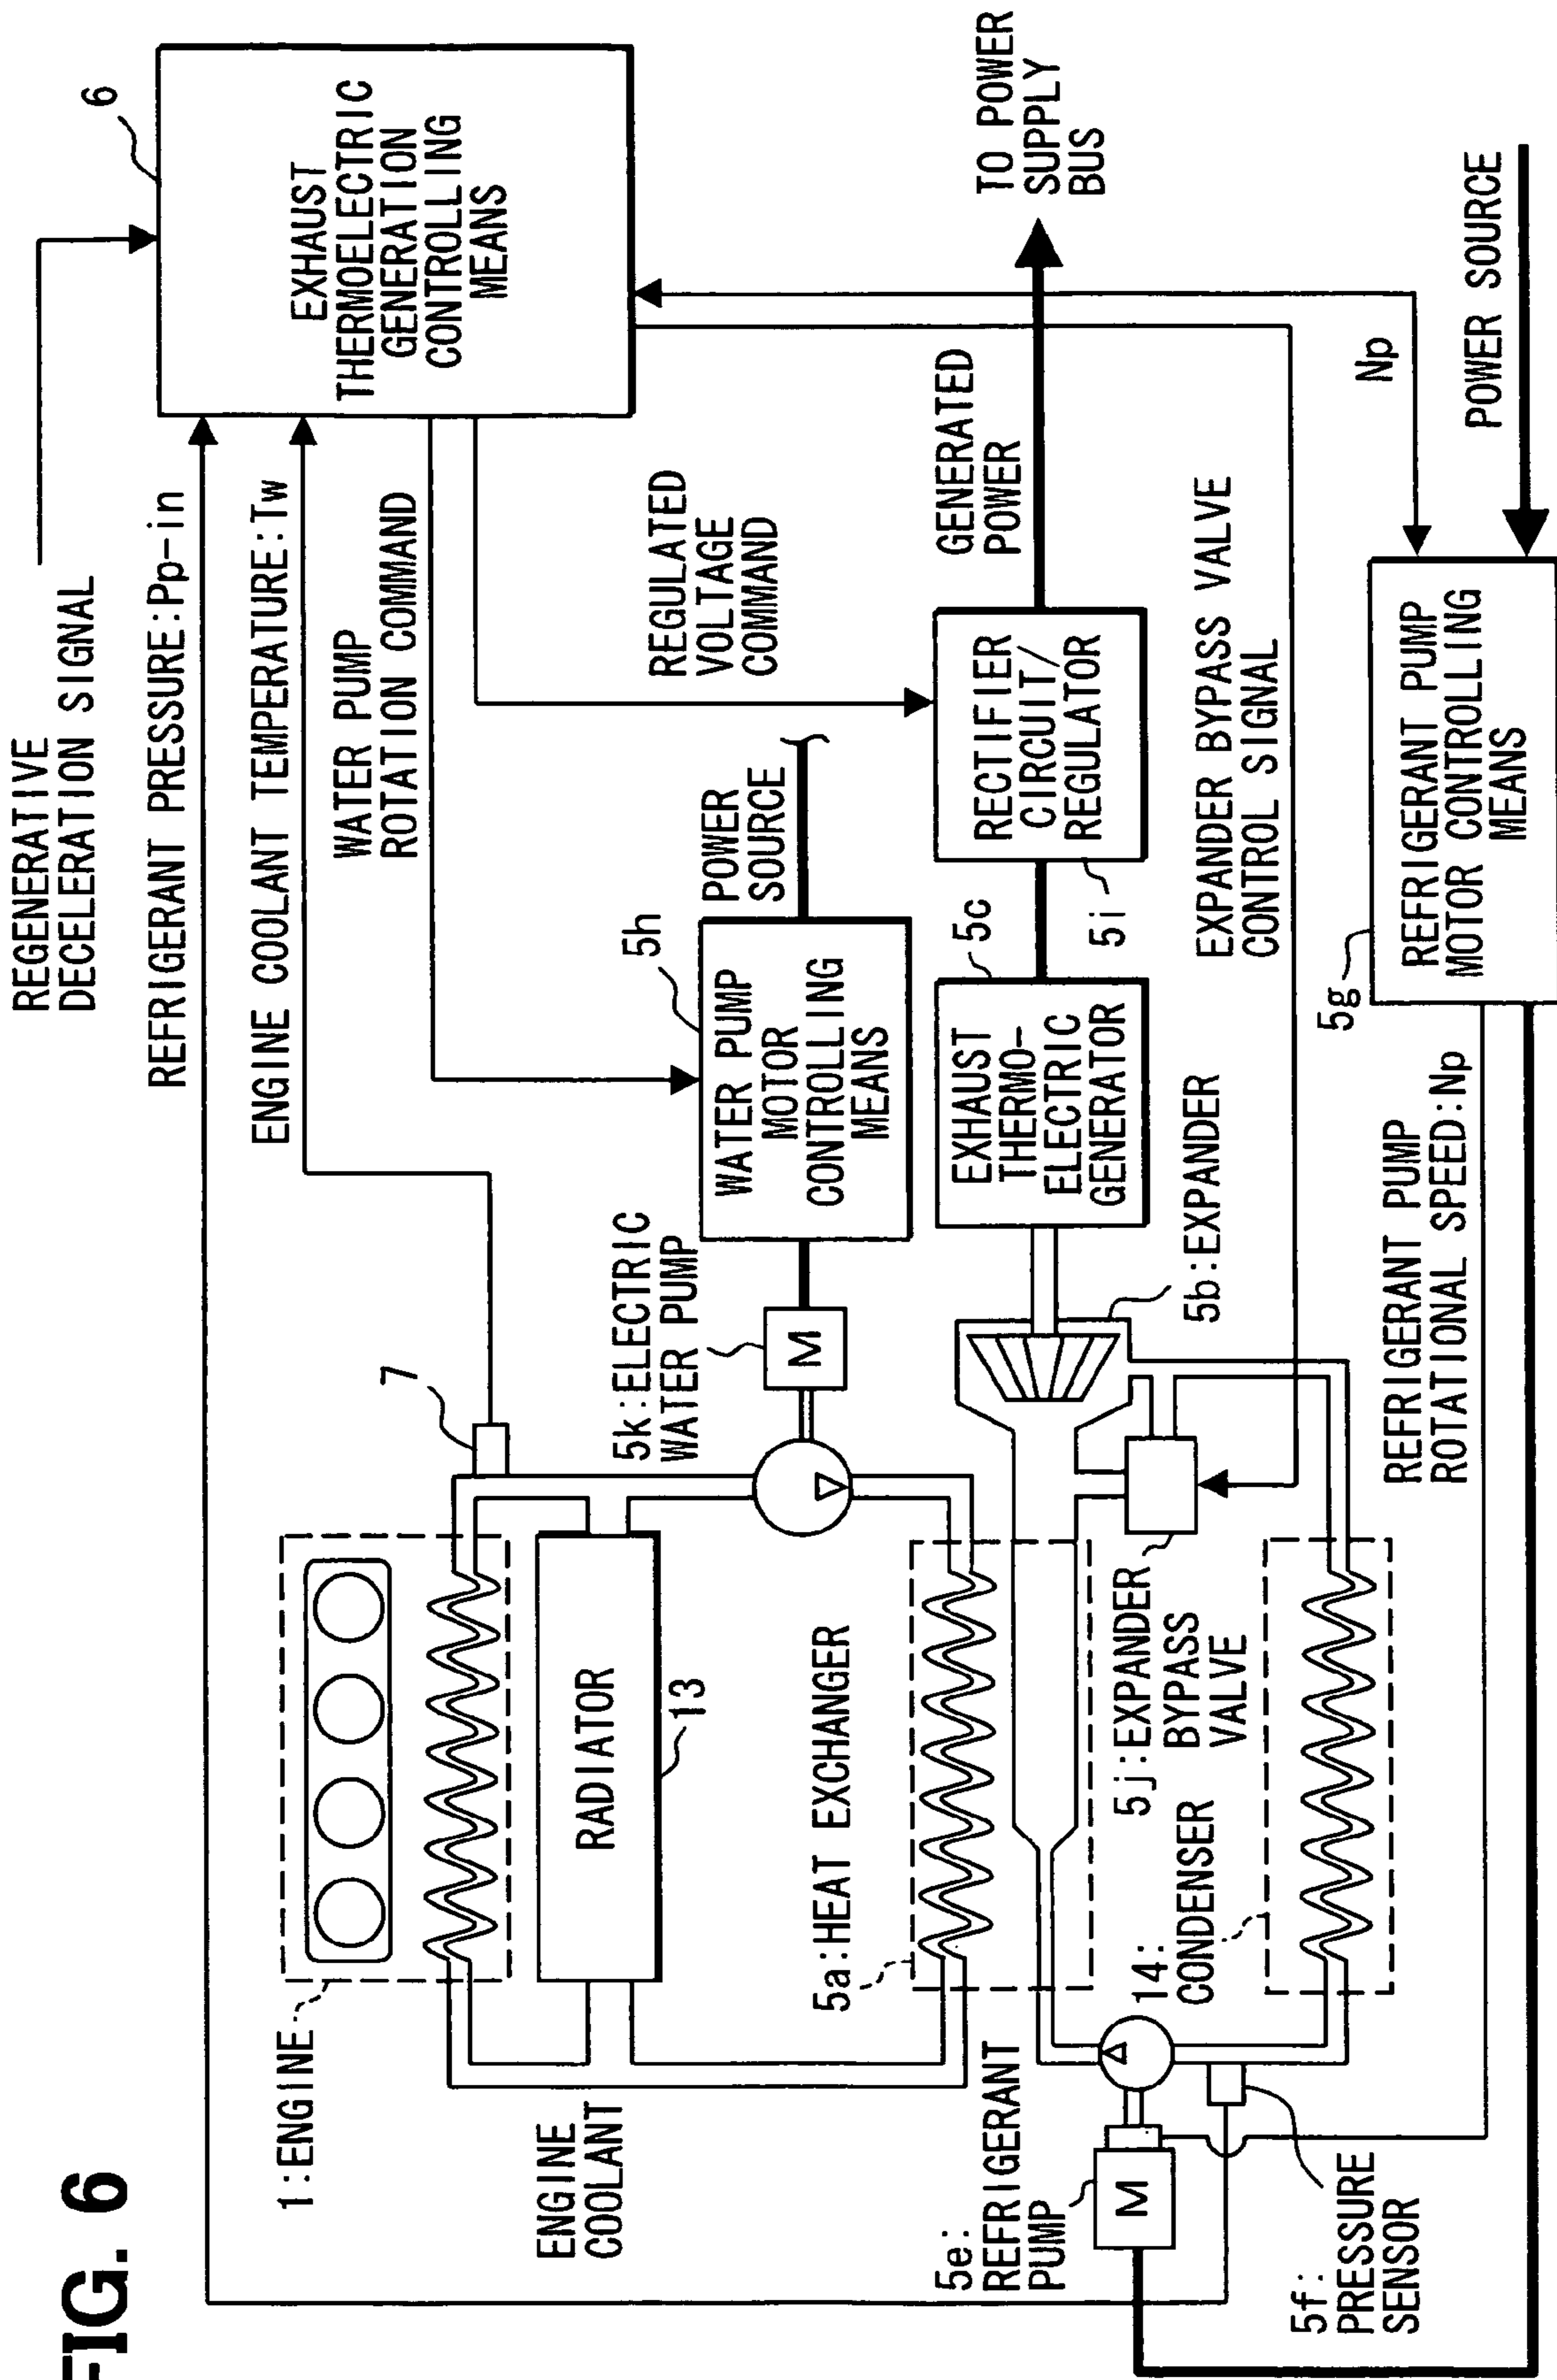 FIG. 6
REGENERATIVE
DECELERATION SIGNAL
REFRIGERANT PRESSURE:Pp-in
ENGINE COOLANT TEMPERATURE:Tw
WATER PUMP
ROTATION COMMAND
6
EXHAUST
THERMOELECTRIC
GENERATION
CONTROLLING
MEANS
1:ENGINE
7
RADIATOR
13
ENGINE
COOLANT
5k:ELECTRIC
WATER PUMP
M
5h
WATER PUMP
MOTOR
CONTROLLING
MEANS
POWER
SOURCE
REGULATED
VOLTAGE
COMMAND
5a:HEAT EXCHANGER
5b:EXPANDER
5c
EXHAUST
THERMO-
ELECTRIC
GENERATOR
5i
RECTIFIER
CIRCUIT/
REGULATOR
GENERATED
POWER
TO POWER
SUPPLY
BUS
5e:
REFRIGERANT
PUMP
M
14:
CONDENSER
5j:EXPANDER
BYPASS
VALVE
EXPANDER BYPASS VALVE
CONTROL SIGNAL
5f:
PRESSURE
SENSOR
REFRIGERANT PUMP
ROTATIONAL SPEED:Np
5g
REFRIGERANT PUMP
MOTOR CONTROLLING
MEANS
Np
POWER SOURCE